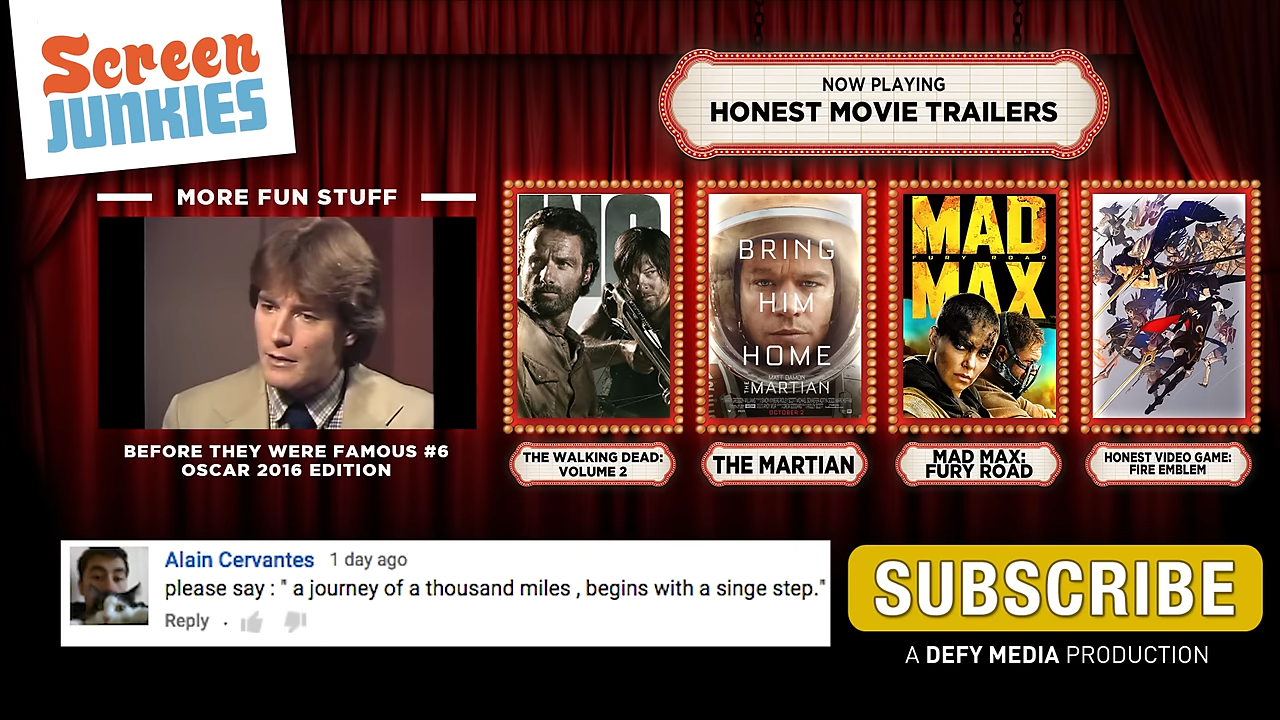 Screen
JUNKIES
NOW PLAYING
HONEST MOVIE TRAILERS
MORE FUN STUFF
BEFORE THEY WERE FAMOUS #6
OSCAR 2016 EDITION
BRING
HIM
HOME
MATT DAMON
THE MARTIAN
OCTOBER 2
MAD
FURY ROAD
MAX
THE WALKING DEAD:
VOLUME 2
THE MARTIAN
MAD MAX:
FURY ROAD
HONEST VIDEO GAME:
FIRE EMBLEM
Alain Cervantes 1 day ago
please say : " a journey of a thousand miles , begins with a singe step."
Reply .
SUBSCRIBE
A DEFY MEDIA PRODUCTION